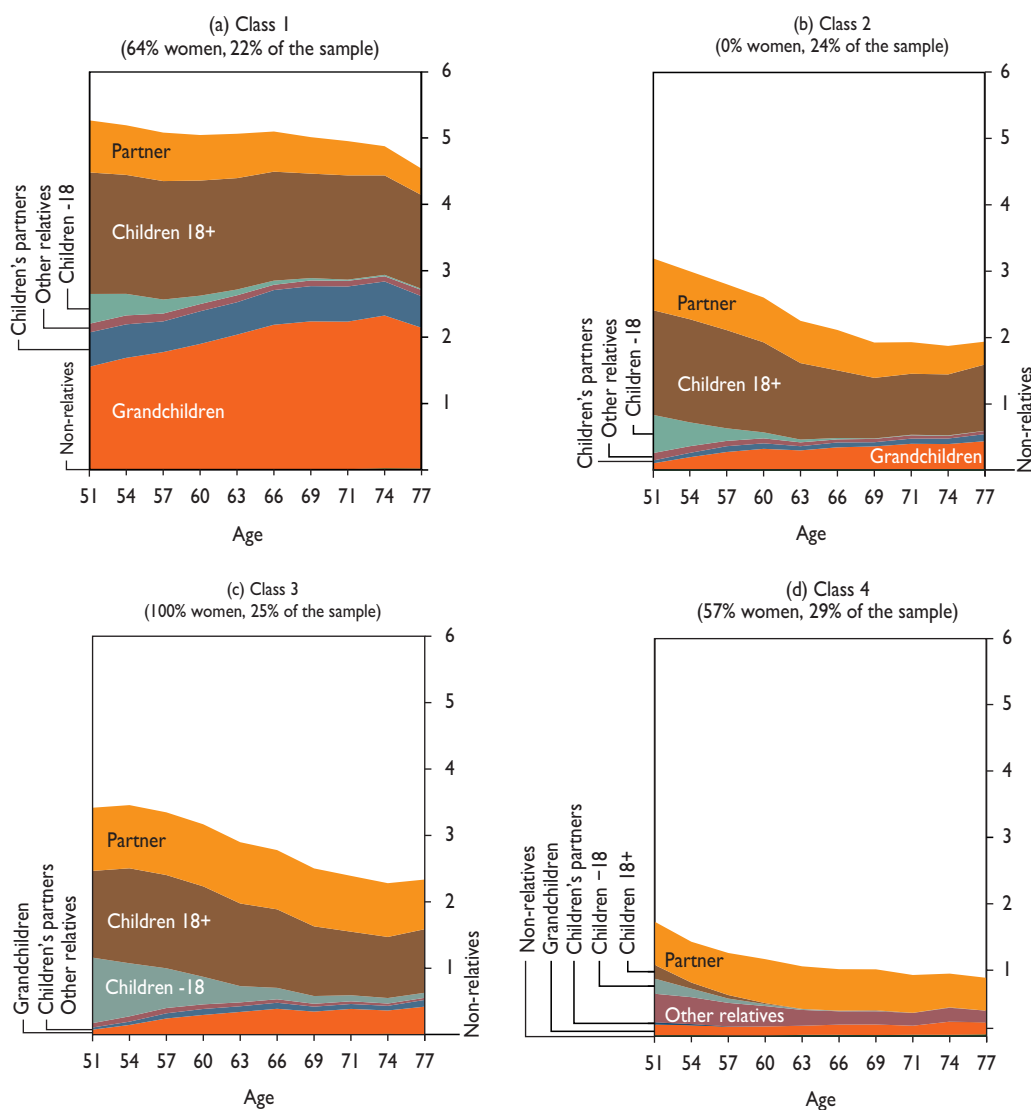 (a) Class 1
(64% women, 22% of the sample)
6
5
4
3
2
1
Partner
Children 18+
Grandchildren
Children's partners
Other relatives
Children -18
Non-relatives
51 54 57 60 63 66 69 71 74 77
Age
(b) Class 2
(0% women, 24% of the sample)
6
5
4
3
2
1
Partner
Children 18+
Grandchildren
Children's partners
Other relatives
Children -18
Non-relatives
51 54 57 60 63 66 69 71 74 77
Age
(c) Class 3
(100% women, 25% of the sample)
6
5
4
3
2
1
Partner
Children 18+
Children -18
Grandchildren
Children's partners
Other relatives
Non-relatives
51 54 57 60 63 66 69 71 74 77
Age
(d) Class 4
(57% women, 29% of the sample)
6
5
4
3
2
1
Partner
Other relatives
Non-relatives
Grandchildren
Children's partners
Children −18
Children 18+
51 54 57 60 63 66 69 71 74 77
Age